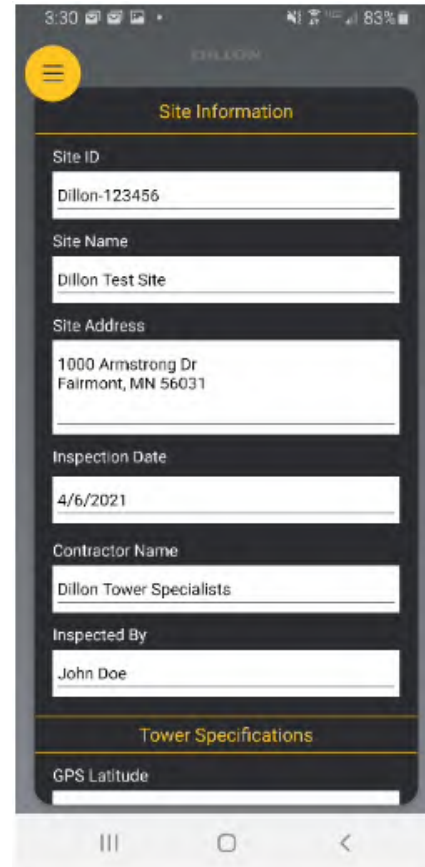 3:30
83%
DILLON
Site Information
Site ID
Dillon-123456
Site Name
Dillon Test Site
Site Address
1000 Armstrong Dr
Fairmont, MN 56031
Inspection Date
4/6/2021
Contractor Name
Dillon Tower Specialists
Inspected By
John Doe
Tower Specifications
GPS Latitude